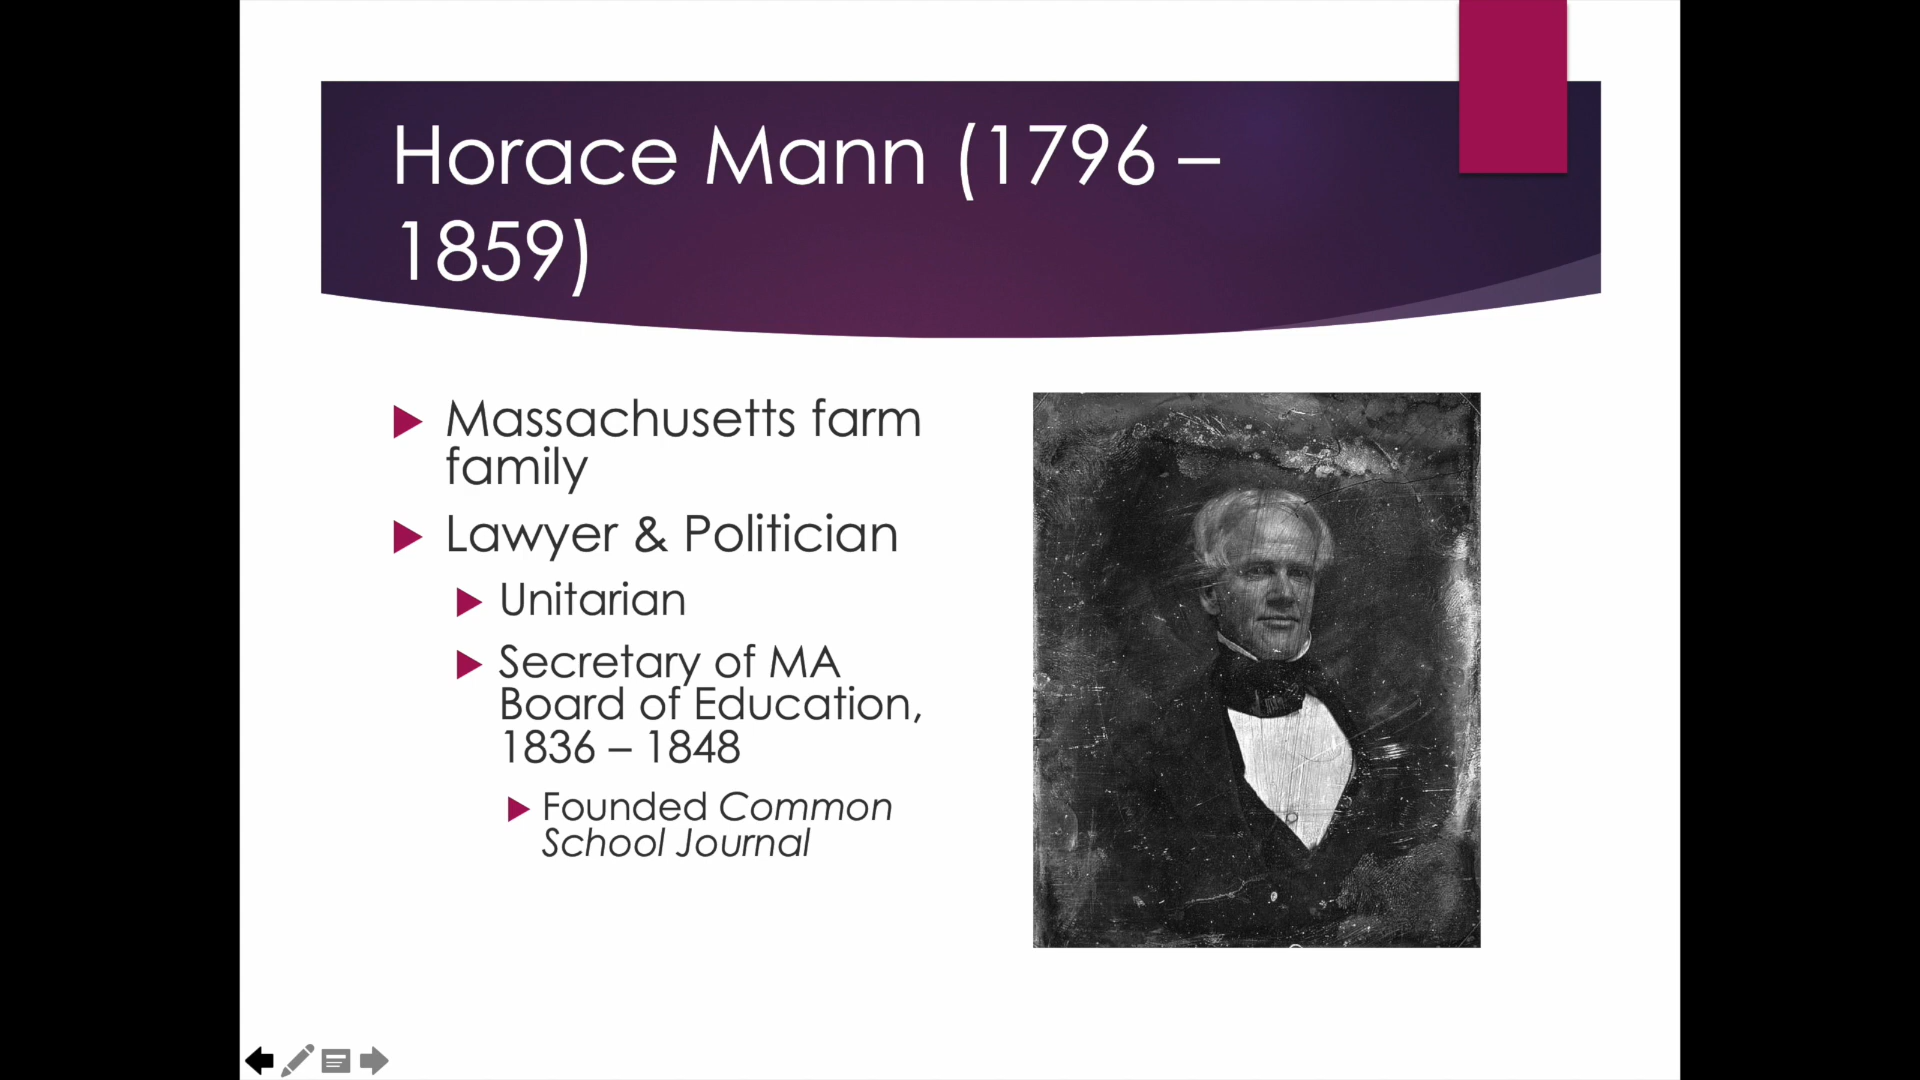 Horace Mann (1796 –
1859)
Massachusetts farm
family
Lawyer & Politician
Unitarian
Secretary of MA
Board of Education,
1836 – 1848
Founded Common
School Journal